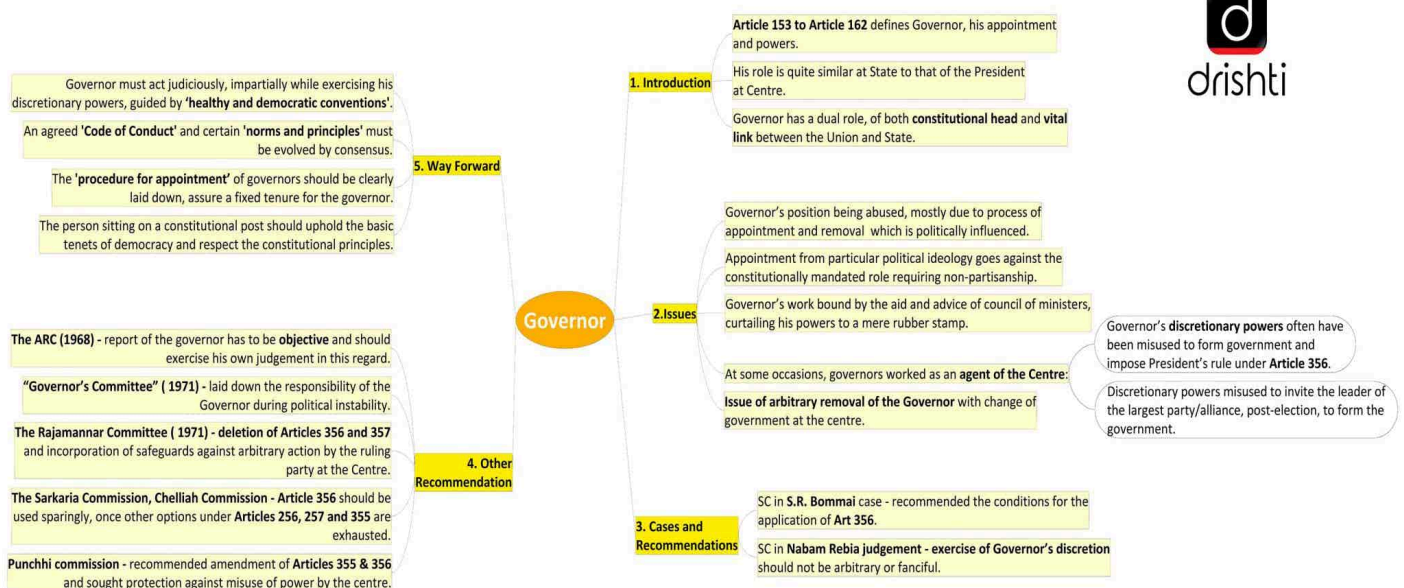 d
drishti
Governor
1. Introduction
Article 153 to Article 162 defines Governor, his appointment
and powers.
His role is quite similar at State to that of the President
at Centre.
Governor has a dual role, of both constitutional head and vital
link between the Union and State.
2.Issues
Governor's position being abused, mostly due to process of
appointment and removal which is politically influenced.
Appointment from particular political ideology goes against the
constitutionally mandated role requiring non-partisanship.
Governor's work bound by the aid and advice of council of ministers,
curtailing his powers to a mere rubber stamp.
At some occasions, governors worked as an agent of the Centre:
Governor's discretionary powers often have
been misused to form government and
impose President's rule under Article 356.
Discretionary powers misused to invite the leader of
the largest party/alliance, post-election, to form the
government.
Issue of arbitrary removal of the Governor with change of
government at the centre.
3. Cases and
Recommendations
SC in S.R. Bommai case - recommended the conditions for the
application of Art 356.
SC in Nabam Rebia judgement - exercise of Governor's discretion
should not be arbitrary or fanciful.
4. Other
Recommendation
The ARC (1968) - report of the governor has to be objective and should
exercise his own judgement in this regard.
“Governor's Committee” ( 1971) - laid down the responsibility of the
Governor during political instability.
The Rajamannar Committee ( 1971) - deletion of Articles 356 and 357
and incorporation of safeguards against arbitrary action by the ruling
party at the Centre.
The Sarkaria Commission, Chelliah Commission - Article 356 should be
used sparingly, once other options under Articles 256, 257 and 355 are
exhausted.
Punchhi commission - recommended amendment of Articles 355 & 356
and sought protection against misuse of power by the centre.
5. Way Forward
Governor must act judiciously, impartially while exercising his
discretionary powers, guided by ‘healthy and democratic conventions'.
An agreed 'Code of Conduct' and certain 'norms and principles' must
be evolved by consensus.
The 'procedure for appointment’ of governors should be clearly
laid down, assure a fixed tenure for the governor.
The person sitting on a constitutional post should uphold the basic
tenets of democracy and respect the constitutional principles.